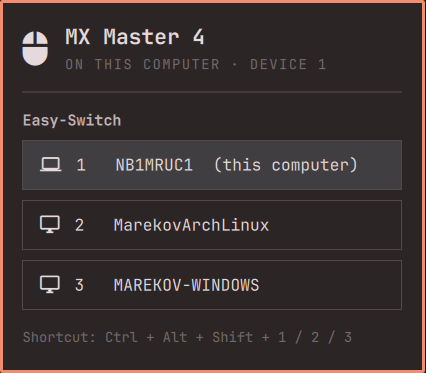 MX Master 4
ON THIS COMPUTER · DEVICE 1
Easy-Switch
1 NB1MRUC1 (this computer)
2 MarekovArchLinux
3 MAREKOV-WINDOWS
Shortcut: Ctrl + Alt + Shift + 1 / 2 / 3